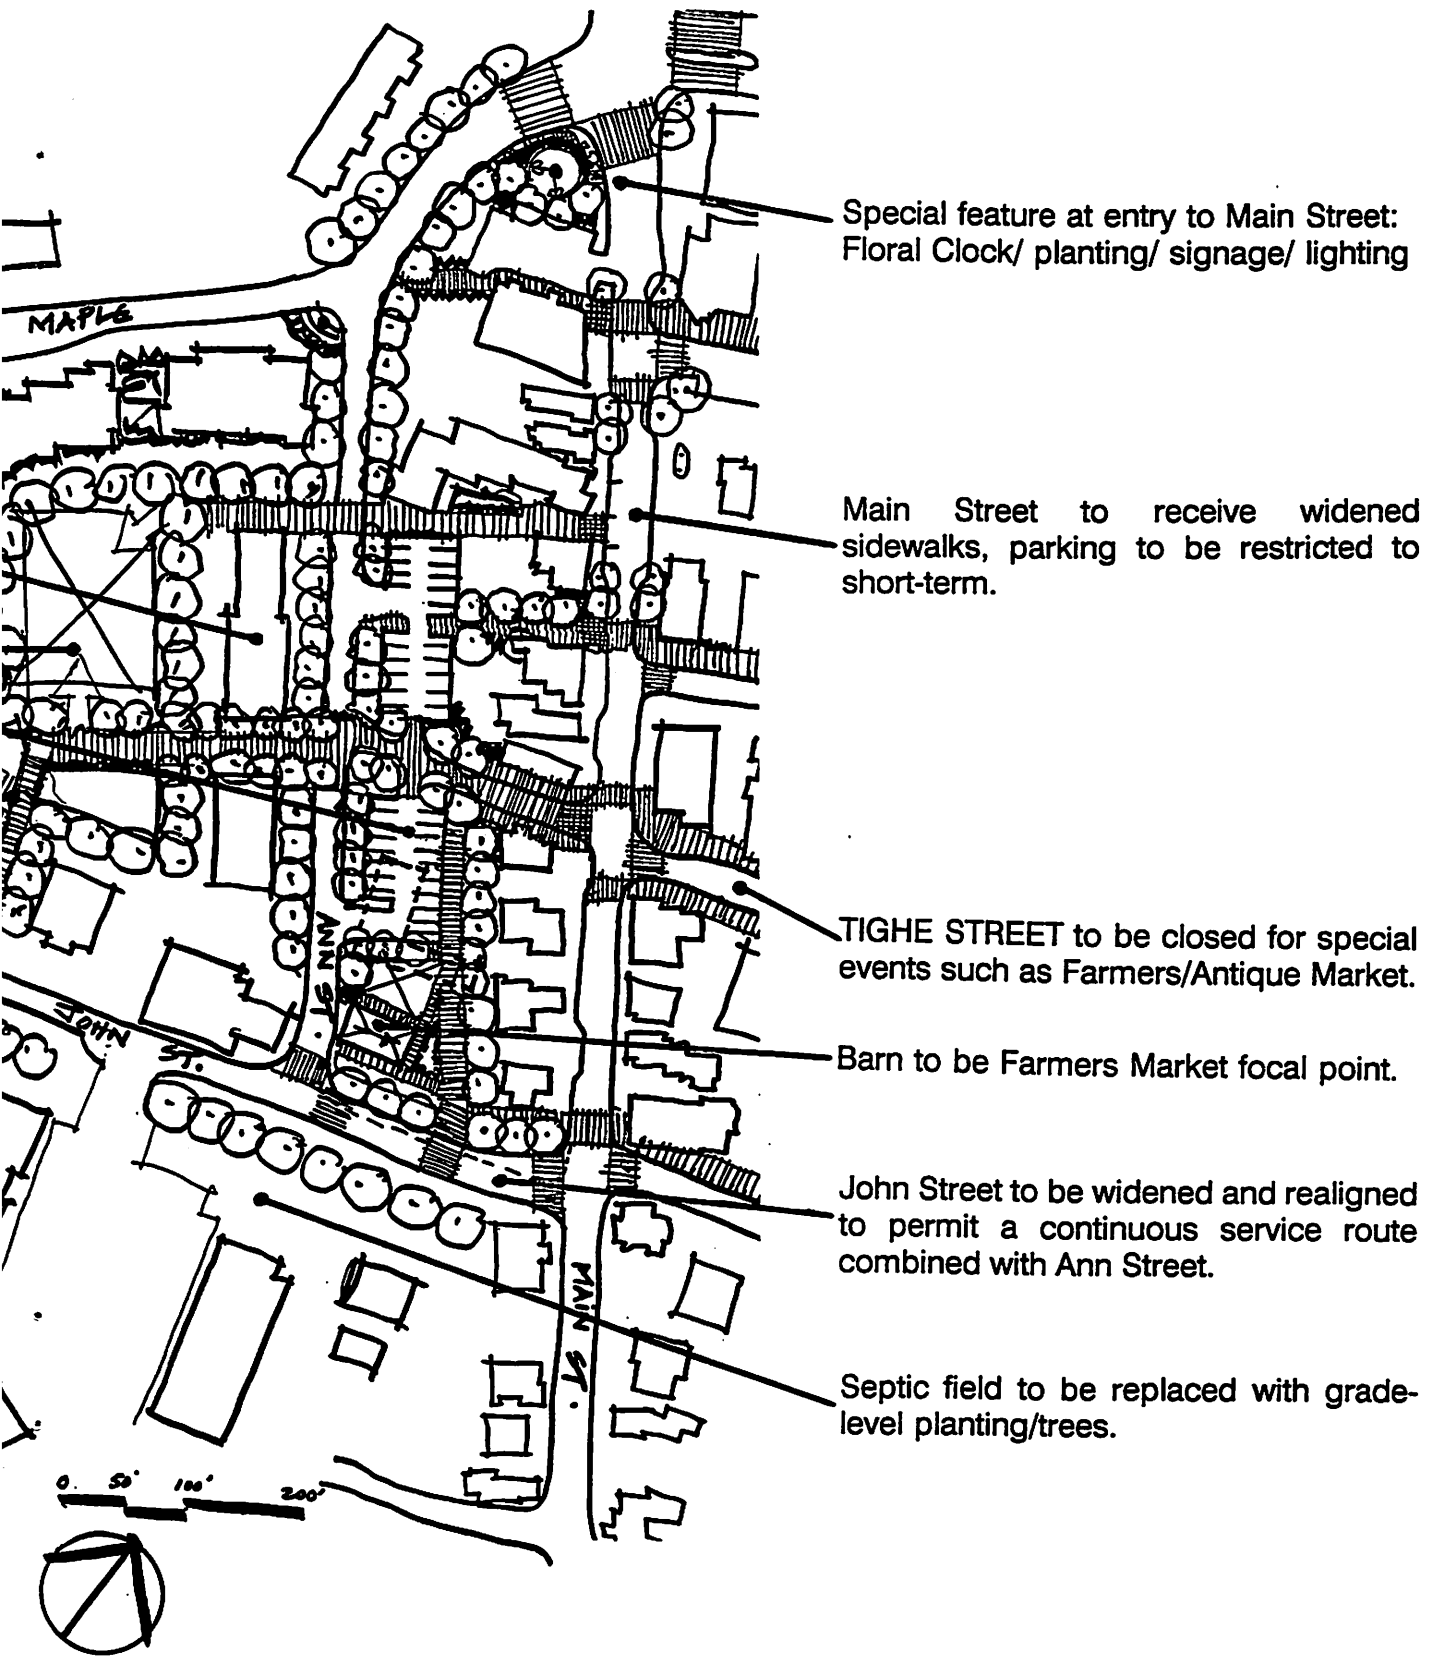 Special feature at entry to Main Street:
Floral Clock/ planting/ signage/ lighting
MAPLE
Main Street to receive widened
sidewalks, parking to be restricted to
short-term.
TIGHE STREET to be closed for special
events such as Farmers/Antique Market.
ANN ST.
JOHN
ST.
Barn to be Farmers Market focal point.
John Street to be widened and realigned
to permit a continuous service route
combined with Ann Street.
MAIN ST.
Septic field to be replaced with grade-
level planting/trees.
0. 50' 100' 200'